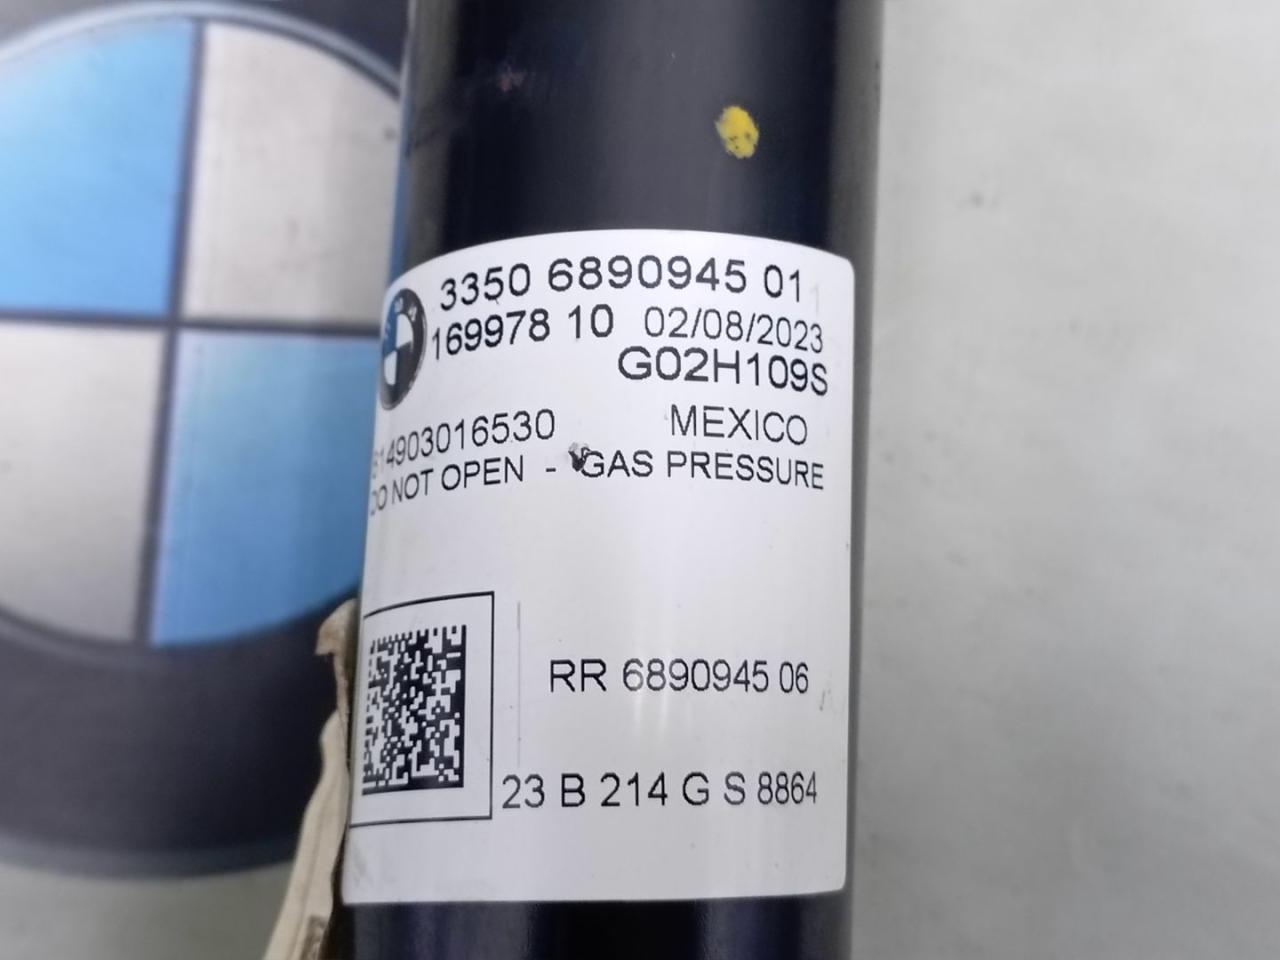 3350 6890945 01
169978 10 02/08/2023
G02H109S
614903016530 MEXICO
DO NOT OPEN - GAS PRESSURE
RR 6890945 06
23 B 214 G S 8864